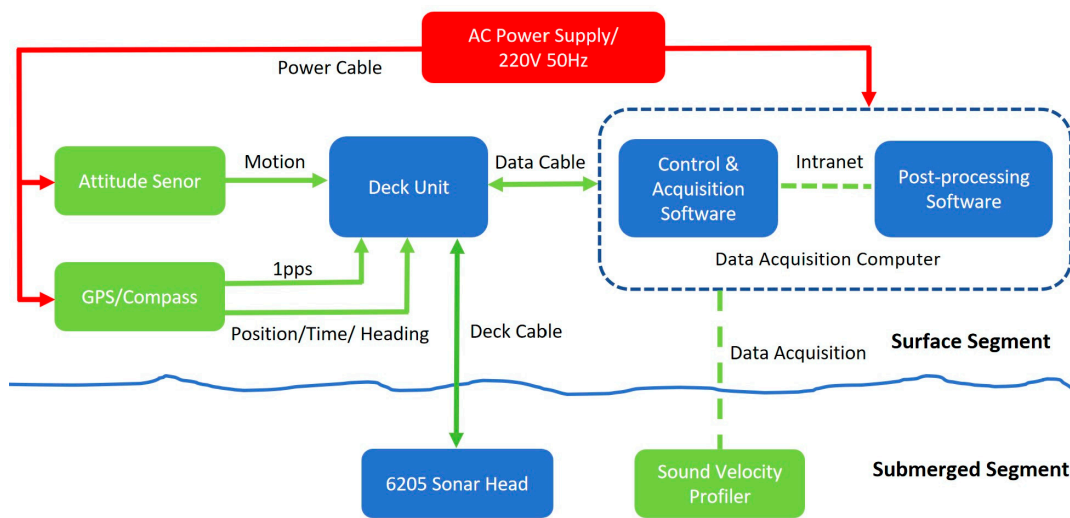 AC Power Supply/
220V 50Hz
Power Cable
Attitude Senor
Motion
Deck Unit
Data Cable
Control &
Acquisition
Software
Intranet
Post-processing
Software
Data Acquisition Computer
GPS/Compass
1pps
Position/Time/ Heading
Deck Cable
Data Acquisition
Surface Segment
6205 Sonar Head
Sound Velocity
Profiler
Submerged Segment